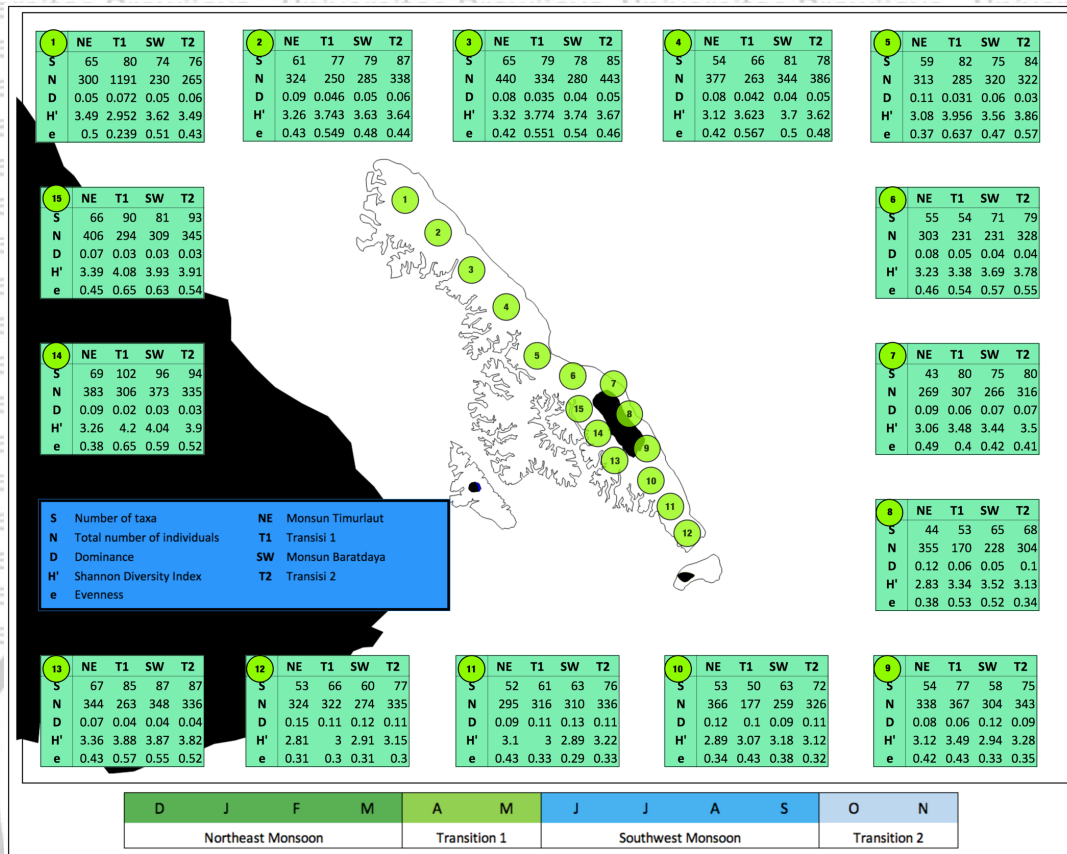 1 NE T1 SW T2
S 65 80 74 76
N 300 1191 230 265
D 0.05 0.072 0.05 0.06
H' 3.49 2.952 3.62 3.49
e 0.5 0.239 0.51 0.43
2 NE T1 SW T2
S 61 77 79 87
N 324 250 285 338
D 0.09 0.046 0.05 0.06
H' 3.26 3.743 3.63 3.64
e 0.43 0.549 0.48 0.44
3 NE T1 SW T2
S 65 79 78 85
N 440 334 280 443
D 0.08 0.035 0.04 0.05
H' 3.32 3.774 3.74 3.67
e 0.42 0.551 0.54 0.46
4 NE T1 SW T2
S 54 66 81 78
N 377 263 344 386
D 0.08 0.042 0.04 0.05
H' 3.12 3.623 3.7 3.62
e 0.42 0.567 0.5 0.48
5 NE T1 SW T2
S 59 82 75 84
N 313 285 320 322
D 0.11 0.031 0.06 0.03
H' 3.08 3.956 3.56 3.86
e 0.37 0.637 0.47 0.57
15 NE T1 SW T2
S 66 90 81 93
N 406 294 309 345
D 0.07 0.03 0.03 0.03
H' 3.39 4.08 3.93 3.91
e 0.45 0.65 0.63 0.54
6 NE T1 SW T2
S 55 54 71 79
N 303 231 231 328
D 0.08 0.05 0.04 0.04
H' 3.23 3.38 3.69 3.78
e 0.46 0.54 0.57 0.55
14 NE T1 SW T2
S 69 102 96 94
N 383 306 373 335
D 0.09 0.02 0.03 0.03
H' 3.26 4.2 4.04 3.9
e 0.38 0.65 0.59 0.52
7 NE T1 SW T2
S 43 80 75 80
N 269 307 266 316
D 0.09 0.06 0.07 0.07
H' 3.06 3.48 3.44 3.5
e 0.49 0.4 0.42 0.41
1
2
3
4
5
6
7
15
8
14
9
13
10
11
12
S Number of taxa NE Monsun Timurlaut
N Total number of individuals T1 Transisi 1
D Dominance SW Monsun Baratdaya
H' Shannon Diversity Index T2 Transisi 2
e Evenness
8 NE T1 SW T2
S 44 53 65 68
N 355 170 228 304
D 0.12 0.06 0.05 0.1
H' 2.83 3.34 3.52 3.13
e 0.38 0.53 0.52 0.34
13 NE T1 SW T2
S 67 85 87 87
N 344 263 348 336
D 0.07 0.04 0.04 0.04
H' 3.36 3.88 3.87 3.82
e 0.43 0.57 0.55 0.52
12 NE T1 SW T2
S 53 66 60 77
N 324 322 274 335
D 0.15 0.11 0.12 0.11
H' 2.81 3 2.91 3.15
e 0.31 0.3 0.31 0.3
11 NE T1 SW T2
S 52 61 63 76
N 295 316 310 336
D 0.09 0.11 0.13 0.11
H' 3.1 3 2.89 3.22
e 0.43 0.33 0.29 0.33
10 NE T1 SW T2
S 53 50 63 72
N 366 177 259 326
D 0.12 0.1 0.09 0.11
H' 2.89 3.07 3.18 3.12
e 0.34 0.43 0.38 0.32
9 NE T1 SW T2
S 54 77 58 75
N 338 367 304 343
D 0.08 0.06 0.12 0.09
H' 3.12 3.49 2.94 3.28
e 0.42 0.43 0.33 0.35
D J F M A M J J A S O N
Northeast Monsoon Transition 1 Southwest Monsoon Transition 2